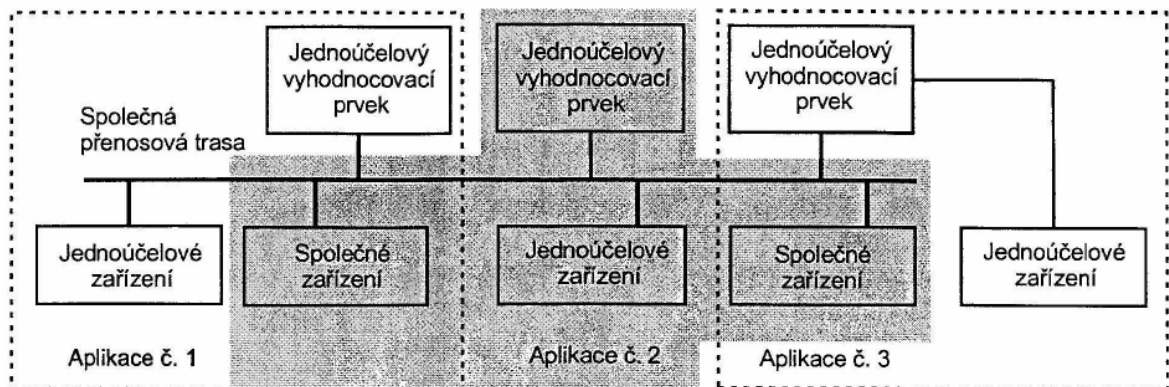 Jednoúčelový
vyhodnocovací
prvek
Jednoúčelový
vyhodnocovací
prvek
Jednoúčelový
vyhodnocovací
prvek
Společná
přenosová trasa
Jednoúčelové
zařízení
Společné
zařízení
Jednoúčelové
zařízení
Společné
zařízení
Jednoúčelové
zařízení
Aplikace č. 1
Aplikace č. 2
Aplikace č. 3